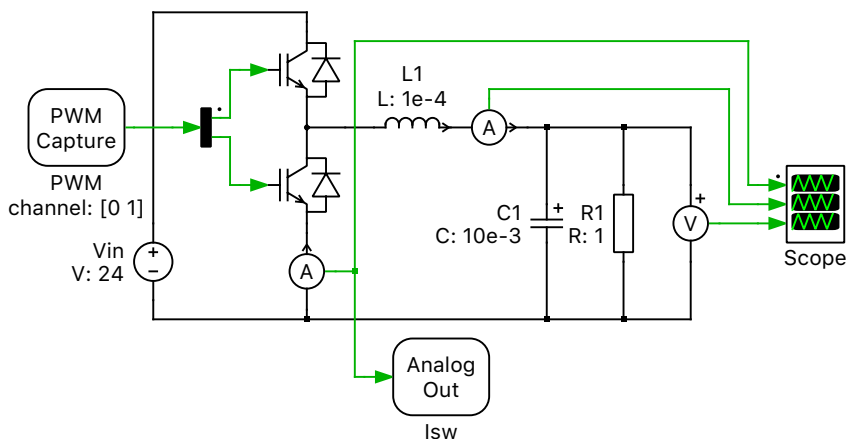 PWM
Capture
PWM
channel: [0 1]
Vin
V: 24
+
−
A
L1
L: 1e-4
A
C1
C: 10e-3
+
R1
R: 1
V
+
Scope
Analog
Out
Isw